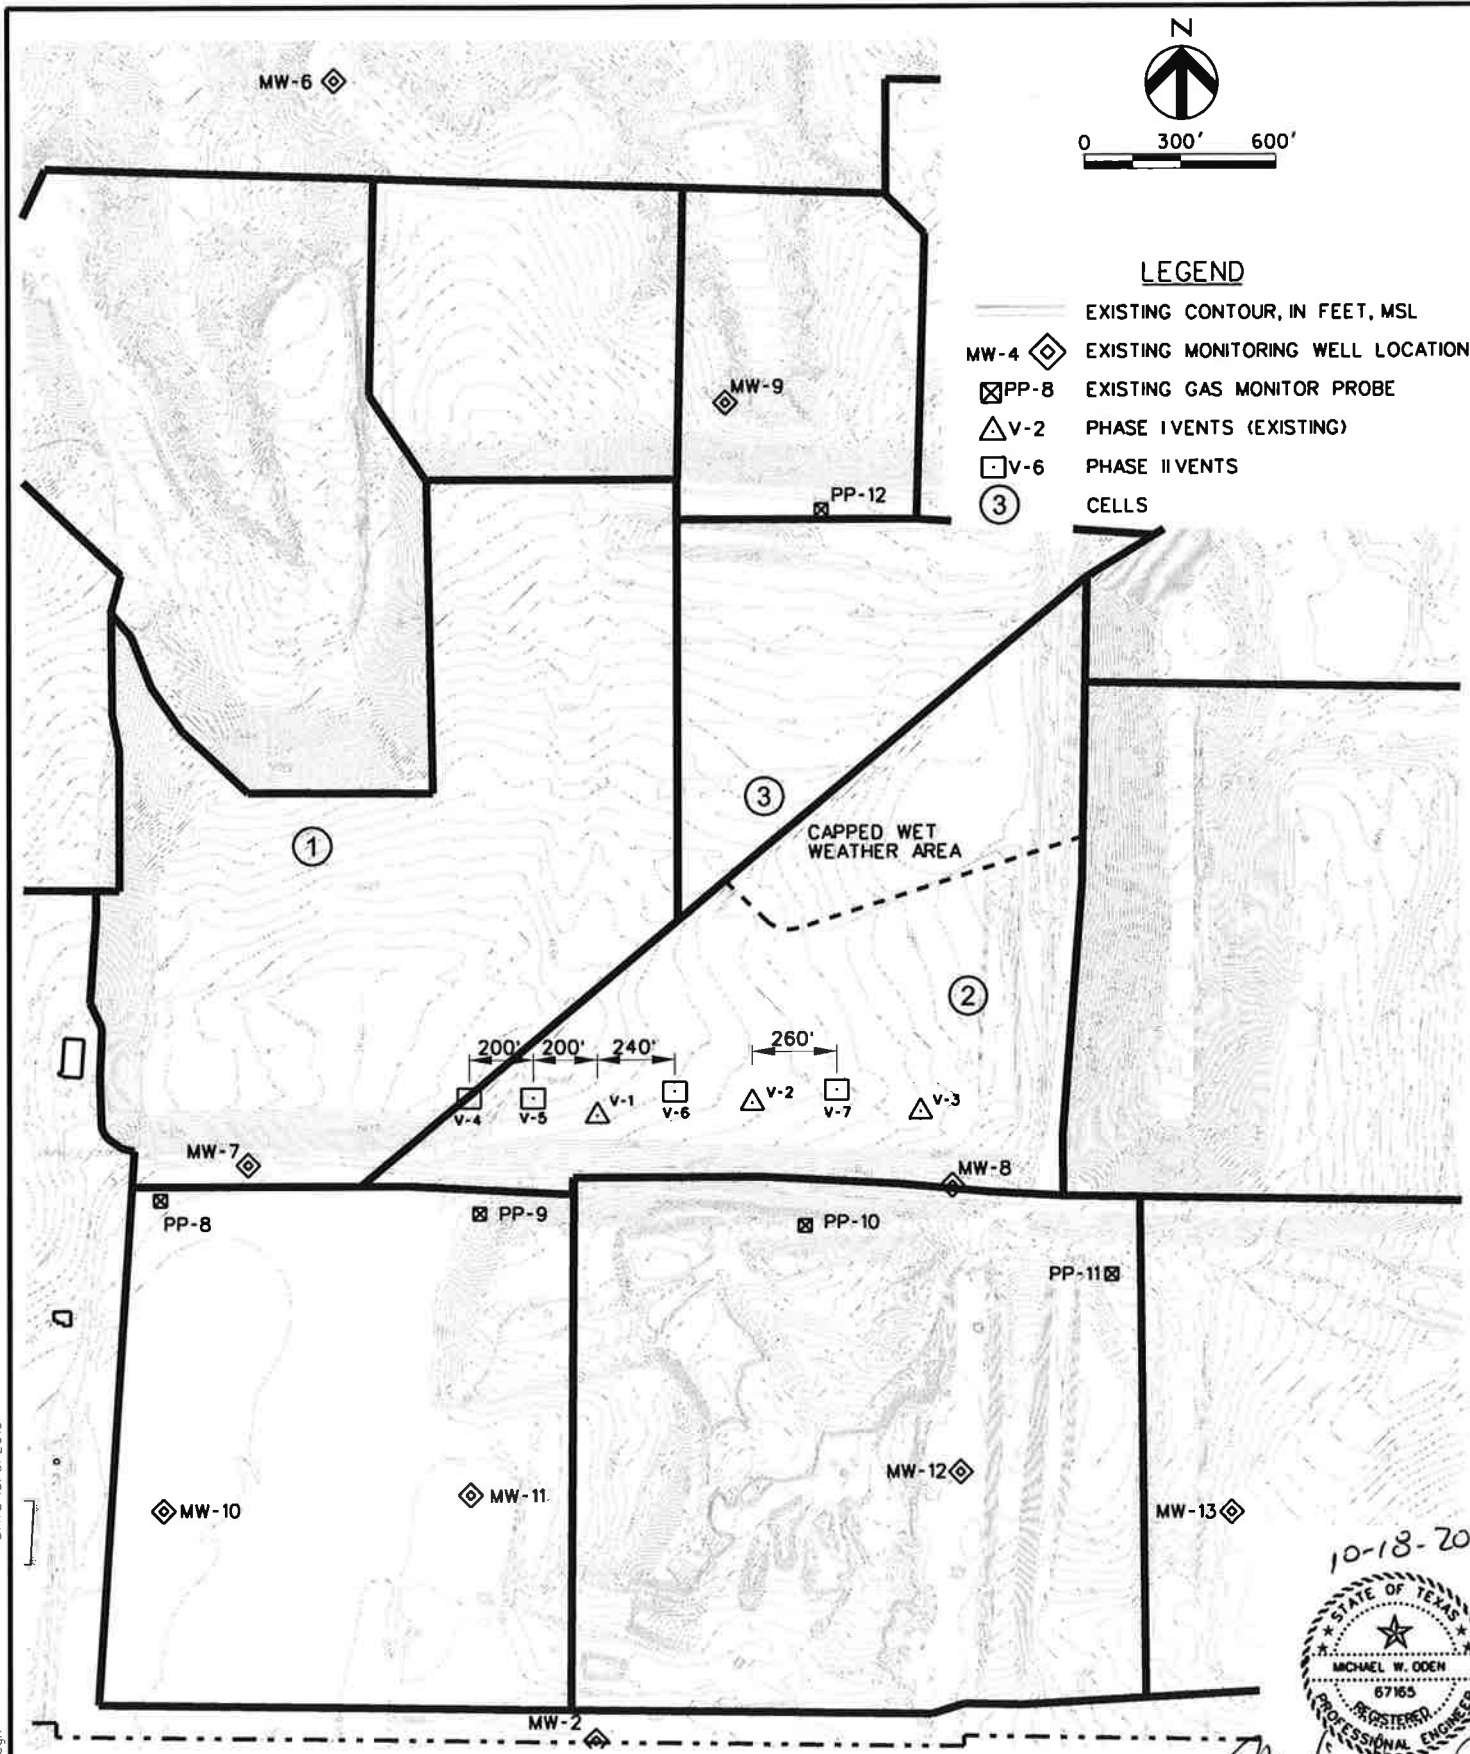 N
MW-6
0 300' 600'
LEGEND
EXISTING CONTOUR, IN FEET, MSL
MW-4 EXISTING MONITORING WELL LOCATION
PP-8 EXISTING GAS MONITOR PROBE
V-2 PHASE I VENTS (EXISTING)
V-6 PHASE II VENTS
3 CELLS
MW-9
PP-12
3
CAPPED WET
WEATHER AREA
1
2
200' 200' 240' 260'
V-4 V-5 V-1 V-6 V-2 V-7 V-3
MW-7
MW-8
PP-8
PP-9
PP-10
PP-11
MW-12
MW-11
MW-10
MW-13
10-18-20
STATE OF TEXAS
MICHAEL W. ODEN
67165
REGISTERED
PROFESSIONAL ENGINEER
MW-2